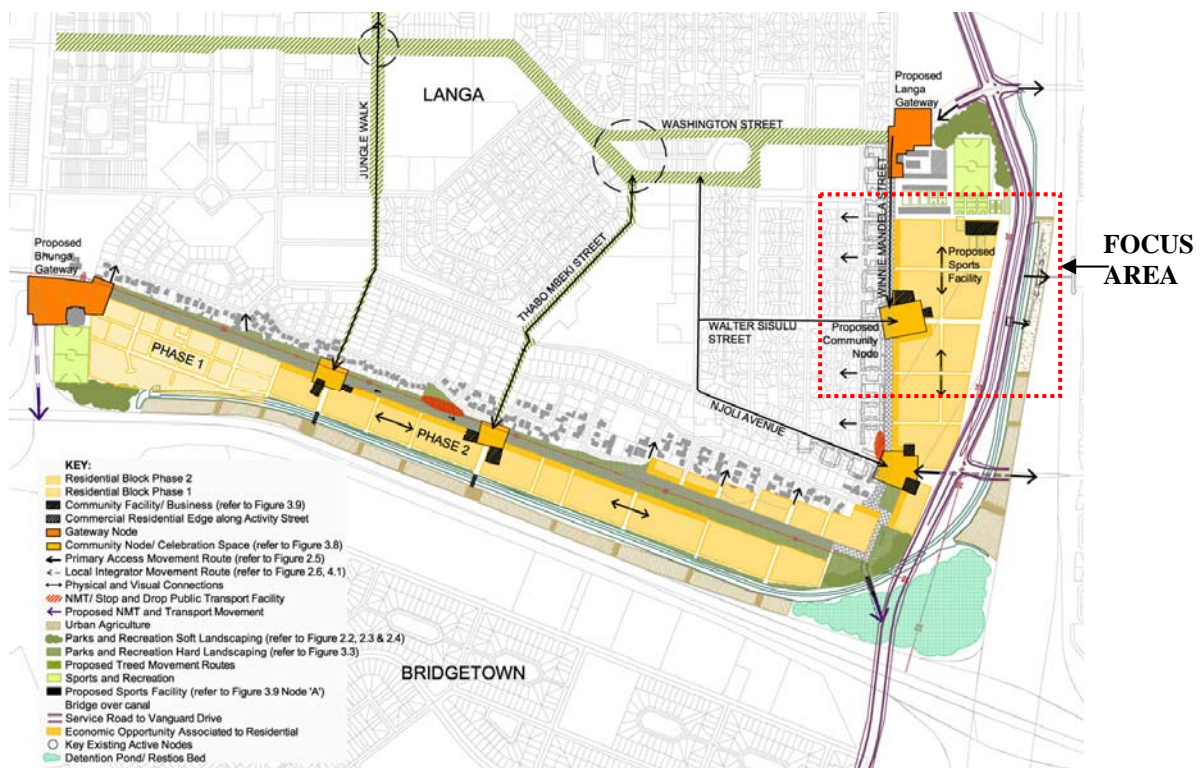 LANGA
JUNGLE WALK
WASHINGTON STREET
Proposed
Langa
Gateway
WINNIE MANDELA STREET
FOCUS
AREA
Proposed
Sports
Facility
Proposed
Bhunga
Gateway
THABO MBEKI STREET
WALTER SISULU
STREET
Proposed
Community
Node
PHASE 1
PHASE 2
NJOLI AVENUE
BRIDGETOWN
KEY:
Residential Block Phase 2
Residential Block Phase 1
Community Facility/ Business (refer to Figure 3.9)
Commercial Residential Edge along Activity Street
Gateway Node
Community Node/ Celebration Space (refer to Figure 3.8)
Primary Access Movement Route (refer to Figure 2.5)
Local Integrator Movement Route (refer to Figure 2.6, 4.1)
Physical and Visual Connections
NMT/ Stop and Drop Public Transport Facility
Proposed NMT and Transport Movement
Urban Agriculture
Parks and Recreation Soft Landscaping (refer to Figure 2.2, 2.3 & 2.4)
Parks and Recreation Hard Landscaping (refer to Figure 3.3)
Proposed Treed Movement Routes
Sports and Recreation
Proposed Sports Facility (refer to Figure 3.9 Node 'A')
Bridge over canal
Service Road to Vanguard Drive
Economic Opportunity Associated to Residential
Key Existing Active Nodes
Detention Pond/ Restios Bed